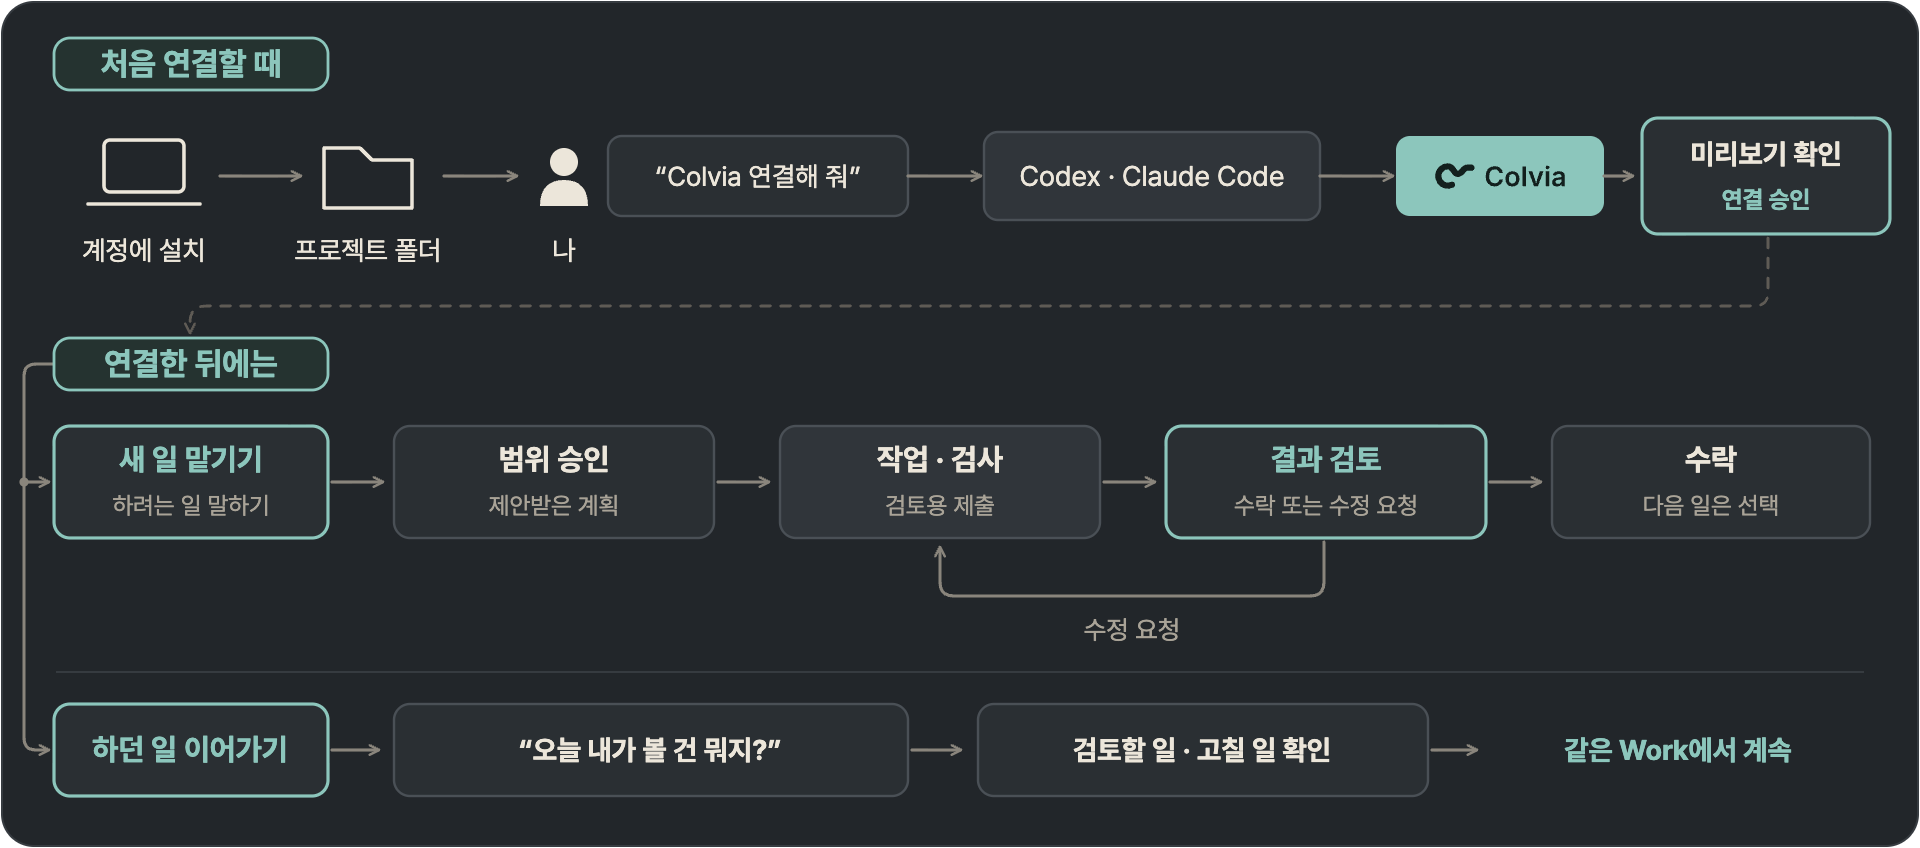 처음 연결할 때
계정에 설치
프로젝트 폴더
나
“Colvia 연결해 줘”
Codex · Claude Code
Colvia
미리보기 확인
연결 승인
연결한 뒤에는
새 일 맡기기
하려는 일 말하기
범위 승인
제안받은 계획
작업 · 검사
검토용 제출
결과 검토
수락 또는 수정 요청
수락
다음 일은 선택
수정 요청
하던 일 이어가기
“오늘 내가 볼 건 뭐지?”
검토할 일 · 고칠 일 확인
같은 Work에서 계속